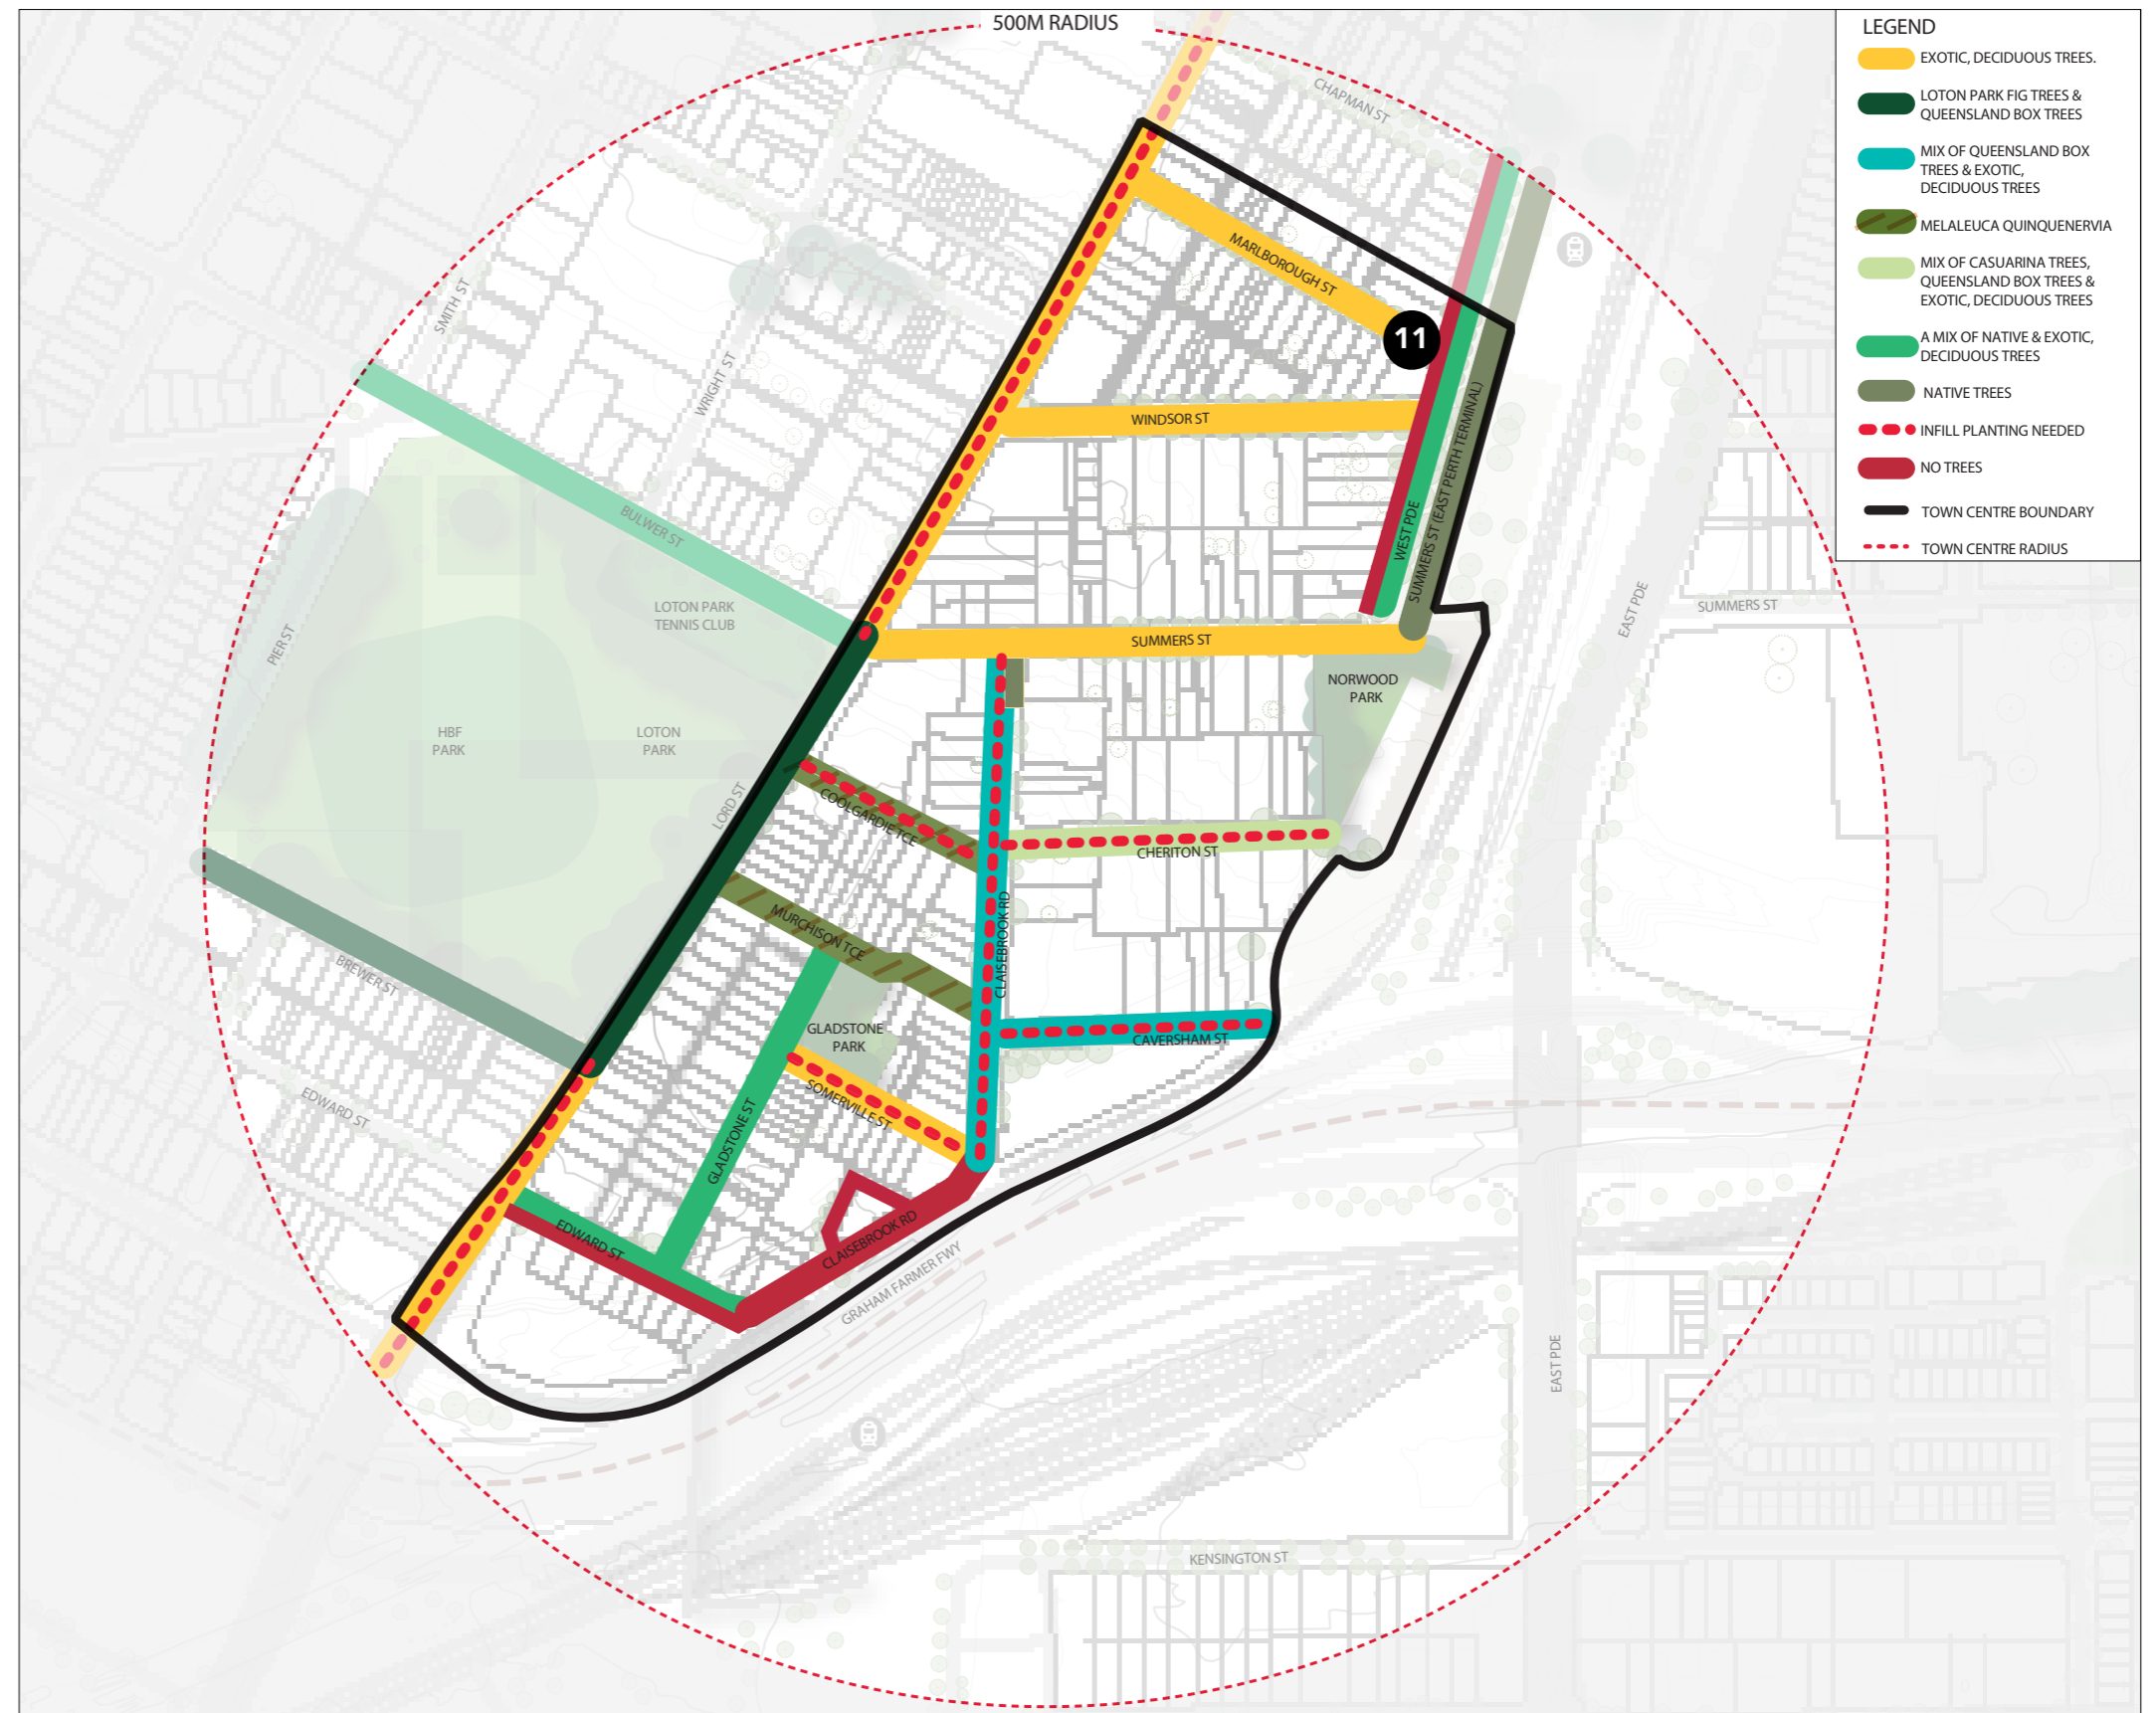 500M RADIUS
LEGEND
EXOTIC, DECIDUOUS TREES.
LOTON PARK FIG TREES &
QUEENSLAND BOX TREES
MIX OF QUEENSLAND BOX
TREES & EXOTIC,
DECIDUOUS TREES
MELALEUCA QUINQUENERVIA
MIX OF CASUARINA TREES,
QUEENSLAND BOX TREES &
EXOTIC, DECIDUOUS TREES
A MIX OF NATIVE & EXOTIC,
DECIDUOUS TREES
NATIVE TREES
INFILL PLANTING NEEDED
NO TREES
TOWN CENTRE BOUNDARY
TOWN CENTRE RADIUS
CHAPMAN ST
MARLBOROUGH ST
SMITH ST
11
WRIGHT ST
WINDSOR ST
BULWER ST
WEST PDE
SUMMERS ST (EAST PERTH TERMINAL)
LOTON PARK
TENNIS CLUB
EAST PDE
SUMMERS ST
PIER ST
SUMMERS ST
NORWOOD
PARK
HBF
PARK
LOTON
PARK
LORD ST
COOLGARDIE TCE
CHERITON ST
MURCHISON TCE
CLAISEBROOK RD
BREWER ST
GLADSTONE
PARK
CAVERSHAM ST
EDWARD ST
SOMERVILLE ST
GLADSTONE ST
EDWARD ST
CLAISEBROOK RD
GRAHAM FARMER FWY
EAST PDE
KENSINGTON ST